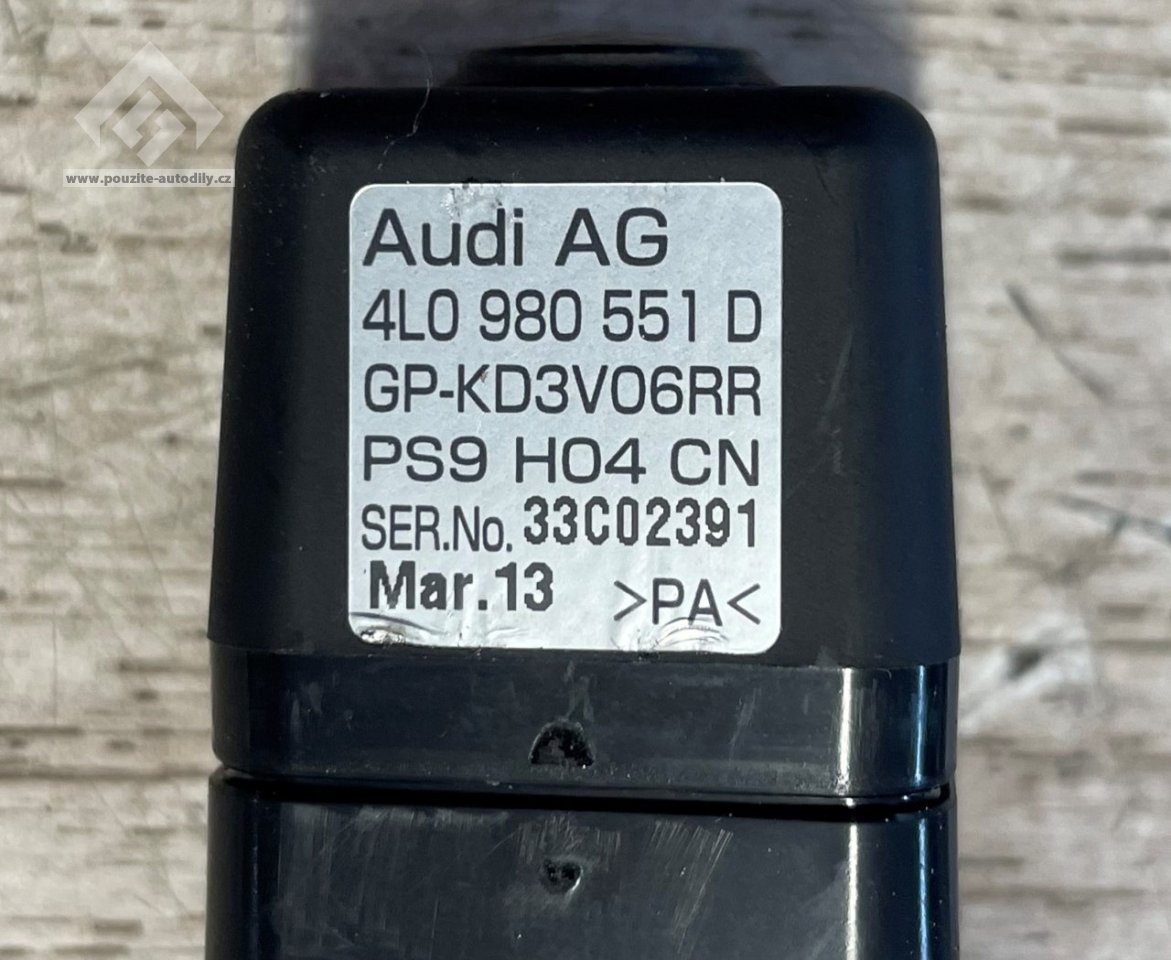 www.pouzite-autodily.cz
Audi AG
4L0 980 551 D
GP-KD3V06RR
PS9 H04 CN
SER.No. 33C02391
Mar.13 >PA<